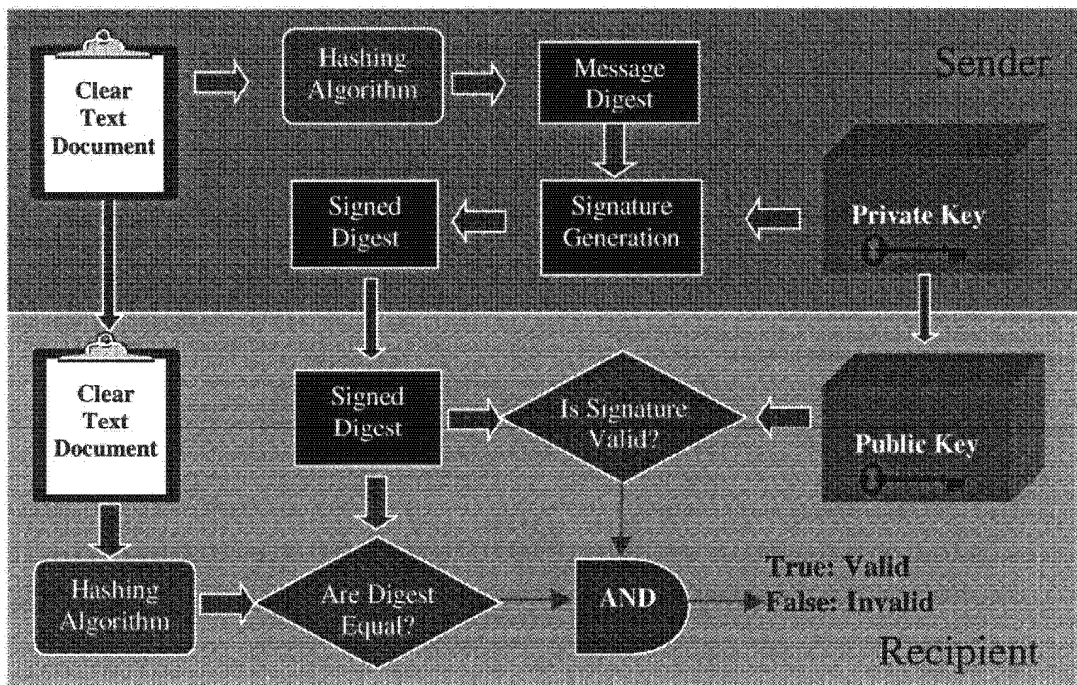 Sender
Clear
Text
Document
Hashing
Algorithm
Message
Digest
Signed
Digest
Signature
Generation
Private Key
Clear
Text
Document
Signed
Digest
Is Signature
Valid?
Public Key
Hashing
Algorithm
Are Digest
Equal?
AND
True: Valid
False: Invalid
Recipient